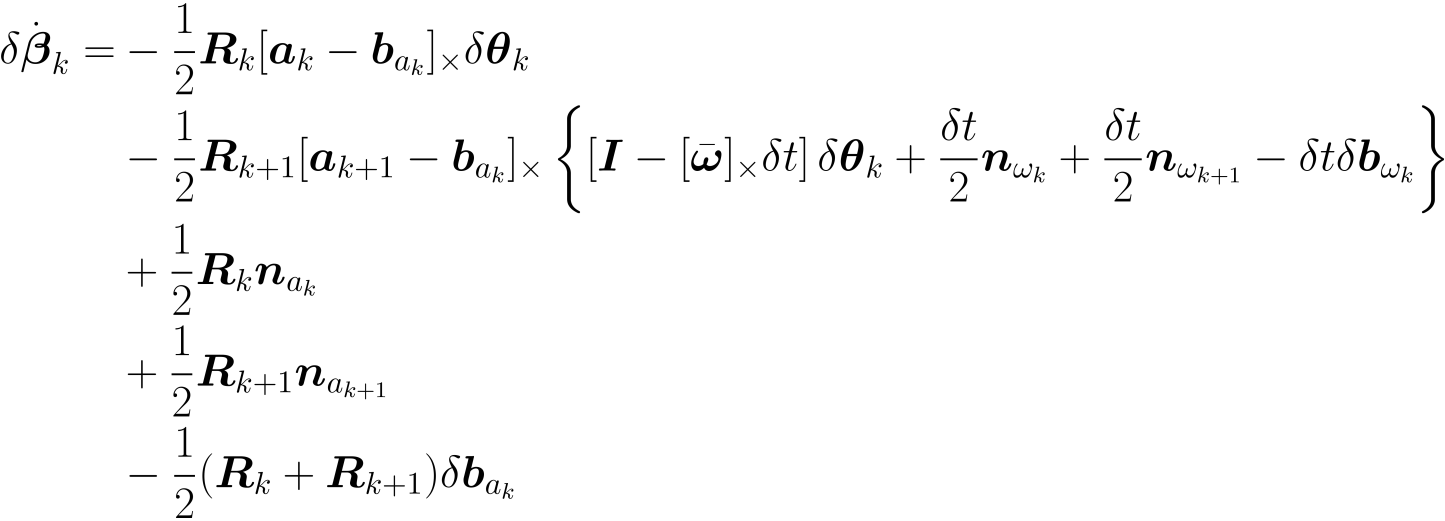 $\delta\dot{\boldsymbol{\beta}}_k = -\frac{1}{2}\boldsymbol{R}_k[\boldsymbol{a}_k - \boldsymbol{b}_{a_k}]_\times\delta\boldsymbol{\theta}_k$
$-\frac{1}{2}\boldsymbol{R}_{k+1}[\boldsymbol{a}_{k+1} - \boldsymbol{b}_{a_k}]_\times\left\{[\boldsymbol{I} - [\bar{\boldsymbol{\omega}}]_\times\delta t]\,\delta\boldsymbol{\theta}_k + \frac{\delta t}{2}\boldsymbol{n}_{\omega_k} + \frac{\delta t}{2}\boldsymbol{n}_{\omega_{k+1}} - \delta t\delta\boldsymbol{b}_{\omega_k}\right\}$
$+\frac{1}{2}\boldsymbol{R}_k\boldsymbol{n}_{a_k}$
$+\frac{1}{2}\boldsymbol{R}_{k+1}\boldsymbol{n}_{a_{k+1}}$
$-\frac{1}{2}(\boldsymbol{R}_k + \boldsymbol{R}_{k+1})\delta\boldsymbol{b}_{a_k}$